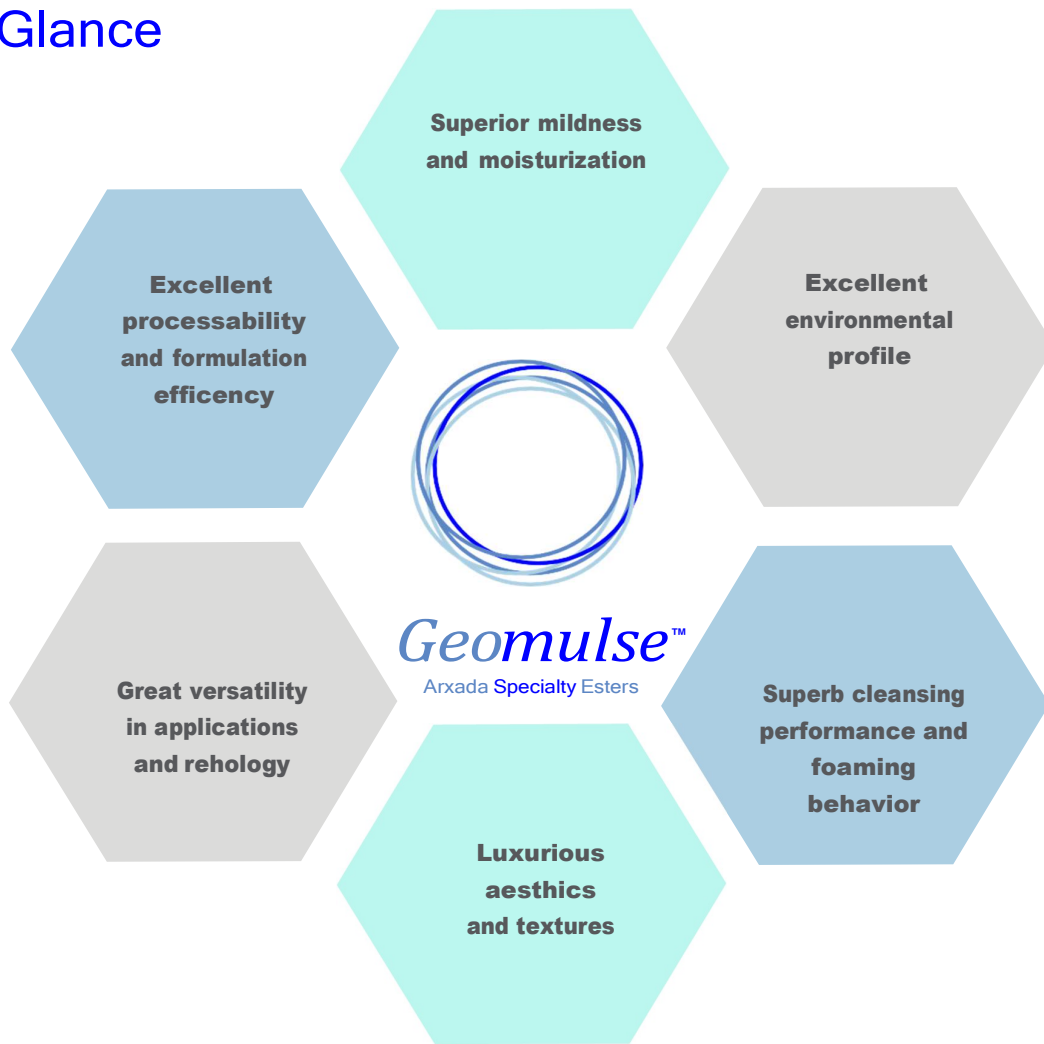 Glance
Superior mildness
and moisturization
Excellent
processability
and formulation
efficency
Excellent
environmental
profile
Geomulse™
Arxada Specialty Esters
Great versatility
in applications
and rehology
Superb cleansing
performance and
foaming
behavior
Luxurious
aesthics
and textures